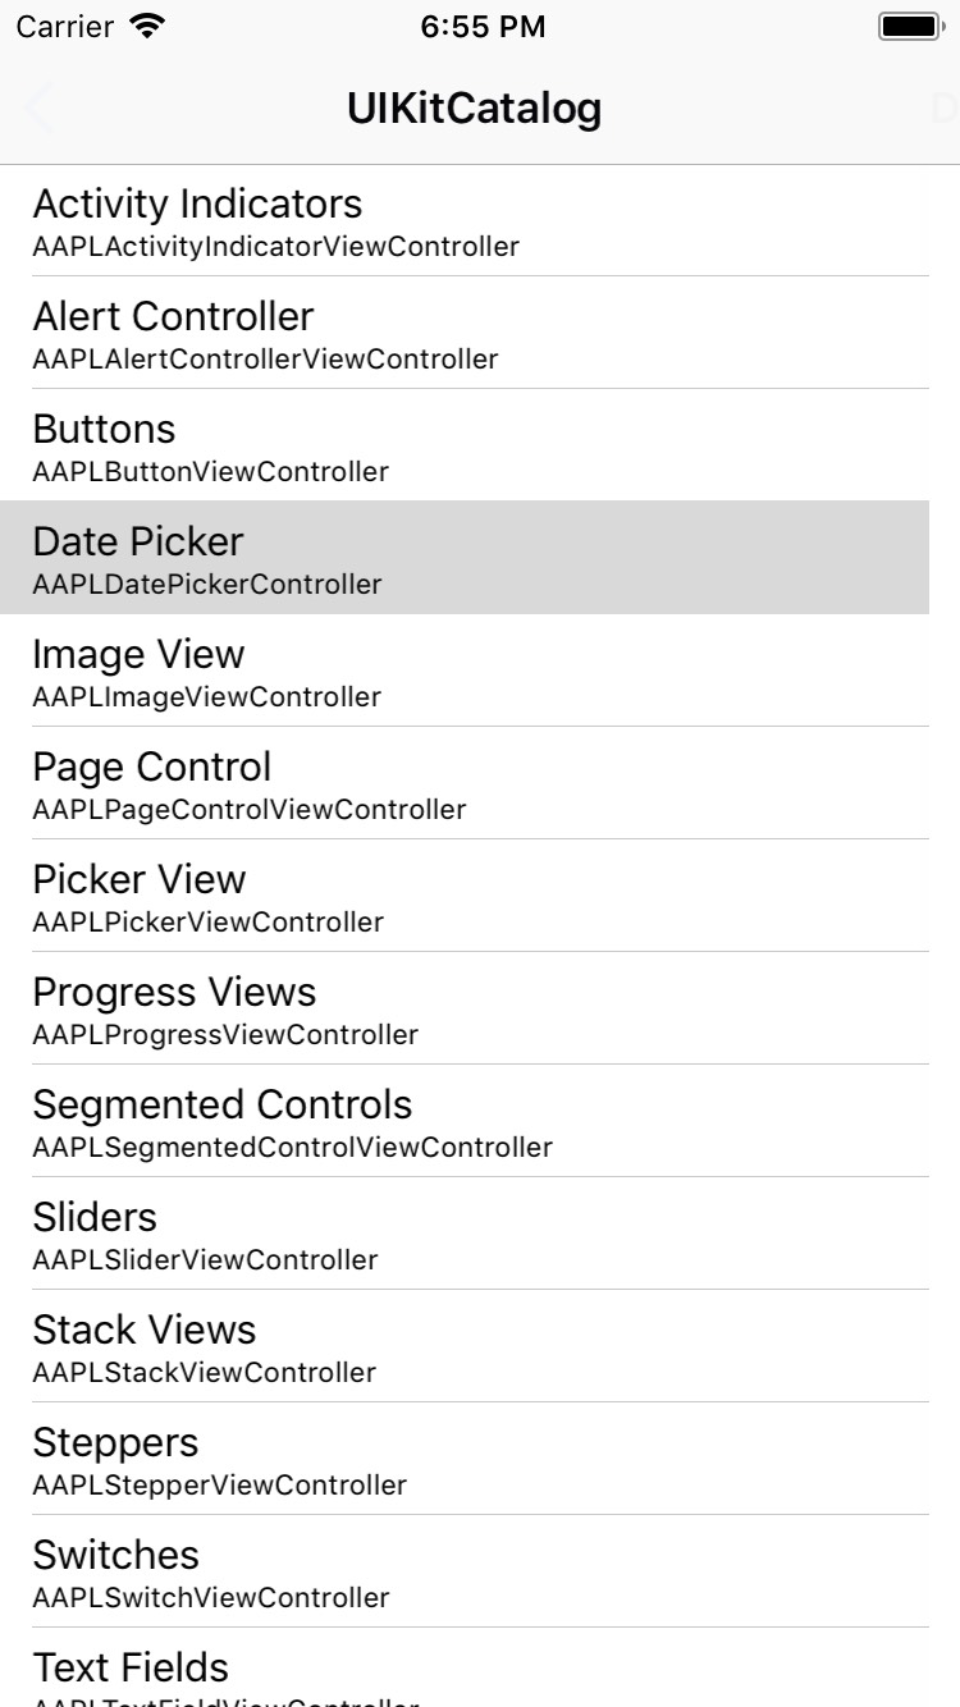 Carrier 6:55 PM
UIKitCatalog
Activity Indicators
AAPLActivityIndicatorViewController
Alert Controller
AAPLAlertControllerViewController
Buttons
AAPLButtonViewController
Date Picker
AAPLDatePickerController
Image View
AAPLImageViewController
Page Control
AAPLPageControlViewController
Picker View
AAPLPickerViewController
Progress Views
AAPLProgressViewController
Segmented Controls
AAPLSegmentedControlViewController
Sliders
AAPLSliderViewController
Stack Views
AAPLStackViewController
Steppers
AAPLStepperViewController
Switches
AAPLSwitchViewController
Text Fields
AAPLTextFieldViewController